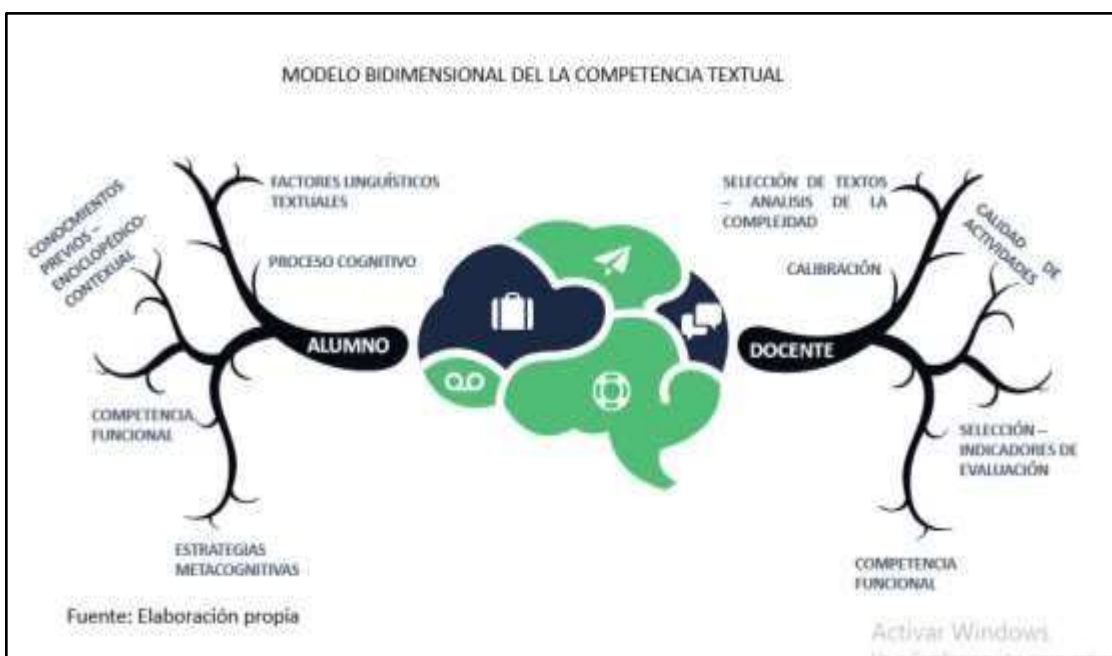 MODELO BIDIMENSIONAL DEL LA COMPETENCIA TEXTUAL
CONOCMIENTOS
PREVIOS –
ENCICLOPÉDICO-
CONTEXUAL
FACTORES LINGUÍSTICOS
TEXTUALES
PROCESO COGNITIVO
ALUMNO
COMPETENCIA
FUNCIONAL
ESTRATEGIAS
METACOGNITIVAS
SELECCIÓN DE TEXTOS
– ANALISIS DE LA
COMPLEJIDAD
CALIDAD DE
ACTIVIDADES
CALIBRACIÓN
DOCENTE
SELECCIÓN –
INDICADORES DE
EVALUACIÓN
COMPETENCIA
FUNCIONAL
Fuente: Elaboración propia
Activar Windows